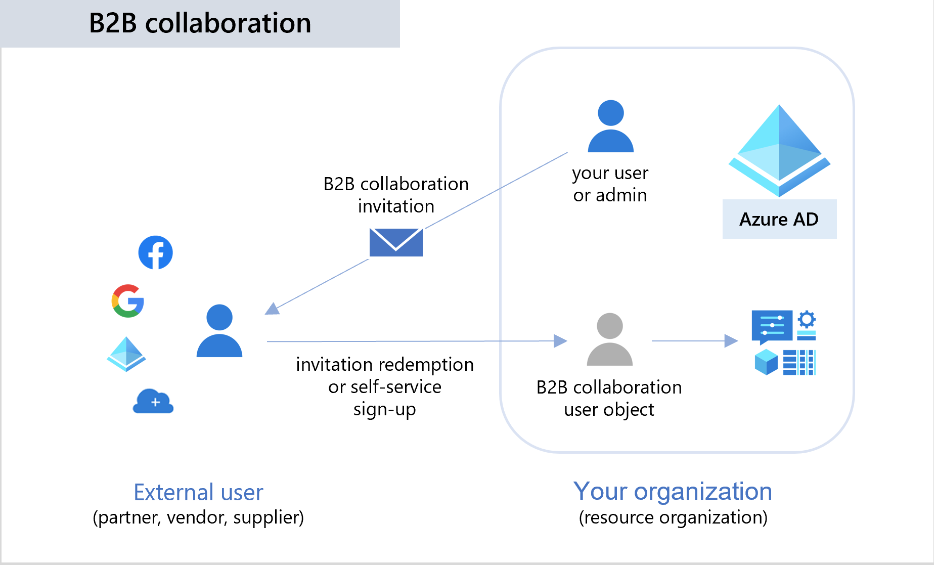 B2B collaboration
your user
or admin
Azure AD
B2B collaboration
invitation
invitation redemption
or self-service
sign-up
B2B collaboration
user object
External user
(partner, vendor, supplier)
Your organization
(resource organization)